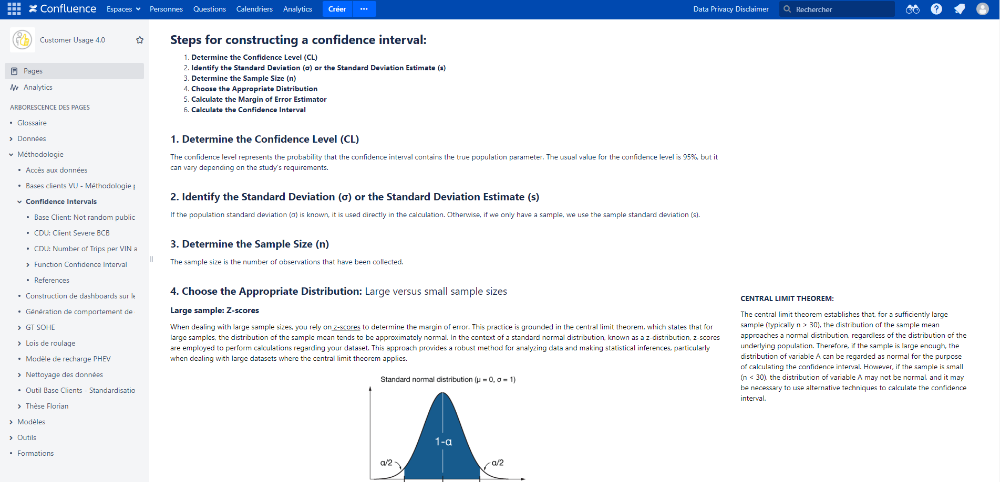 Confluence Espaces Personnes Questions Calendriers Analytics Créer ··· Data Privacy Disclaimer Rechercher
Customer Usage 4.0
Pages
Analytics
ARBORESCENCE DES PAGES
Glossaire
Données
Méthodologie
Accès aux données
Bases clients VU - Méthodologie
Confidence Intervals
Base Client: Not random public
CDU: Client Severe BCB
CDU: Number of Trips per VIN a
Function Confidence Interval
References
Construction de dashboards sur le
Génération de comportement de
GT SOHE
Lois de roulage
Modèle de recharge PHEV
Nettoyage des données
Outil Base Clients - Standardisatio
Thèse Florian
Modèles
Outils
Formations
Steps for constructing a confidence interval:
1. Determine the Confidence Level (CL)
2. Identify the Standard Deviation (σ) or the Standard Deviation Estimate (s)
3. Determine the Sample Size (n)
4. Choose the Appropriate Distribution
5. Calculate the Margin of Error Estimator
6. Calculate the Confidence Interval
1. Determine the Confidence Level (CL)
The confidence level represents the probability that the confidence interval contains the true population parameter. The usual value for the confidence level is 95%, but it
can vary depending on the study's requirements.
2. Identify the Standard Deviation (σ) or the Standard Deviation Estimate (s)
If the population standard deviation (σ) is known, it is used directly in the calculation. Otherwise, if we only have a sample, we use the sample standard deviation (s).
3. Determine the Sample Size (n)
The sample size is the number of observations that have been collected.
4. Choose the Appropriate Distribution: Large versus small sample sizes
Large sample: Z-scores
When dealing with large sample sizes, you rely on z-scores to determine the margin of error. This practice is grounded in the central limit theorem, which states that for
large samples, the distribution of the sample mean tends to be approximately normal. In the context of a standard normal distribution, known as a z-distribution, z-scores
are employed to perform calculations regarding your dataset. This approach provides a robust method for analyzing data and making statistical inferences, particularly
when dealing with large datasets where the central limit theorem applies.
Standard normal distribution (μ = 0, σ = 1)
1-α
α/2
α/2
CENTRAL LIMIT THEOREM:
The central limit theorem establishes that, for a sufficiently large
sample (typically n > 30), the distribution of the sample mean
approaches a normal distribution, regardless of the distribution of the
underlying population. Therefore, if the sample is large enough, the
distribution of variable A can be regarded as normal for the purpose
of calculating the confidence interval. However, if the sample is small
(n < 30), the distribution of variable A may not be normal, and it may
be necessary to use alternative techniques to calculate the confidence
interval.